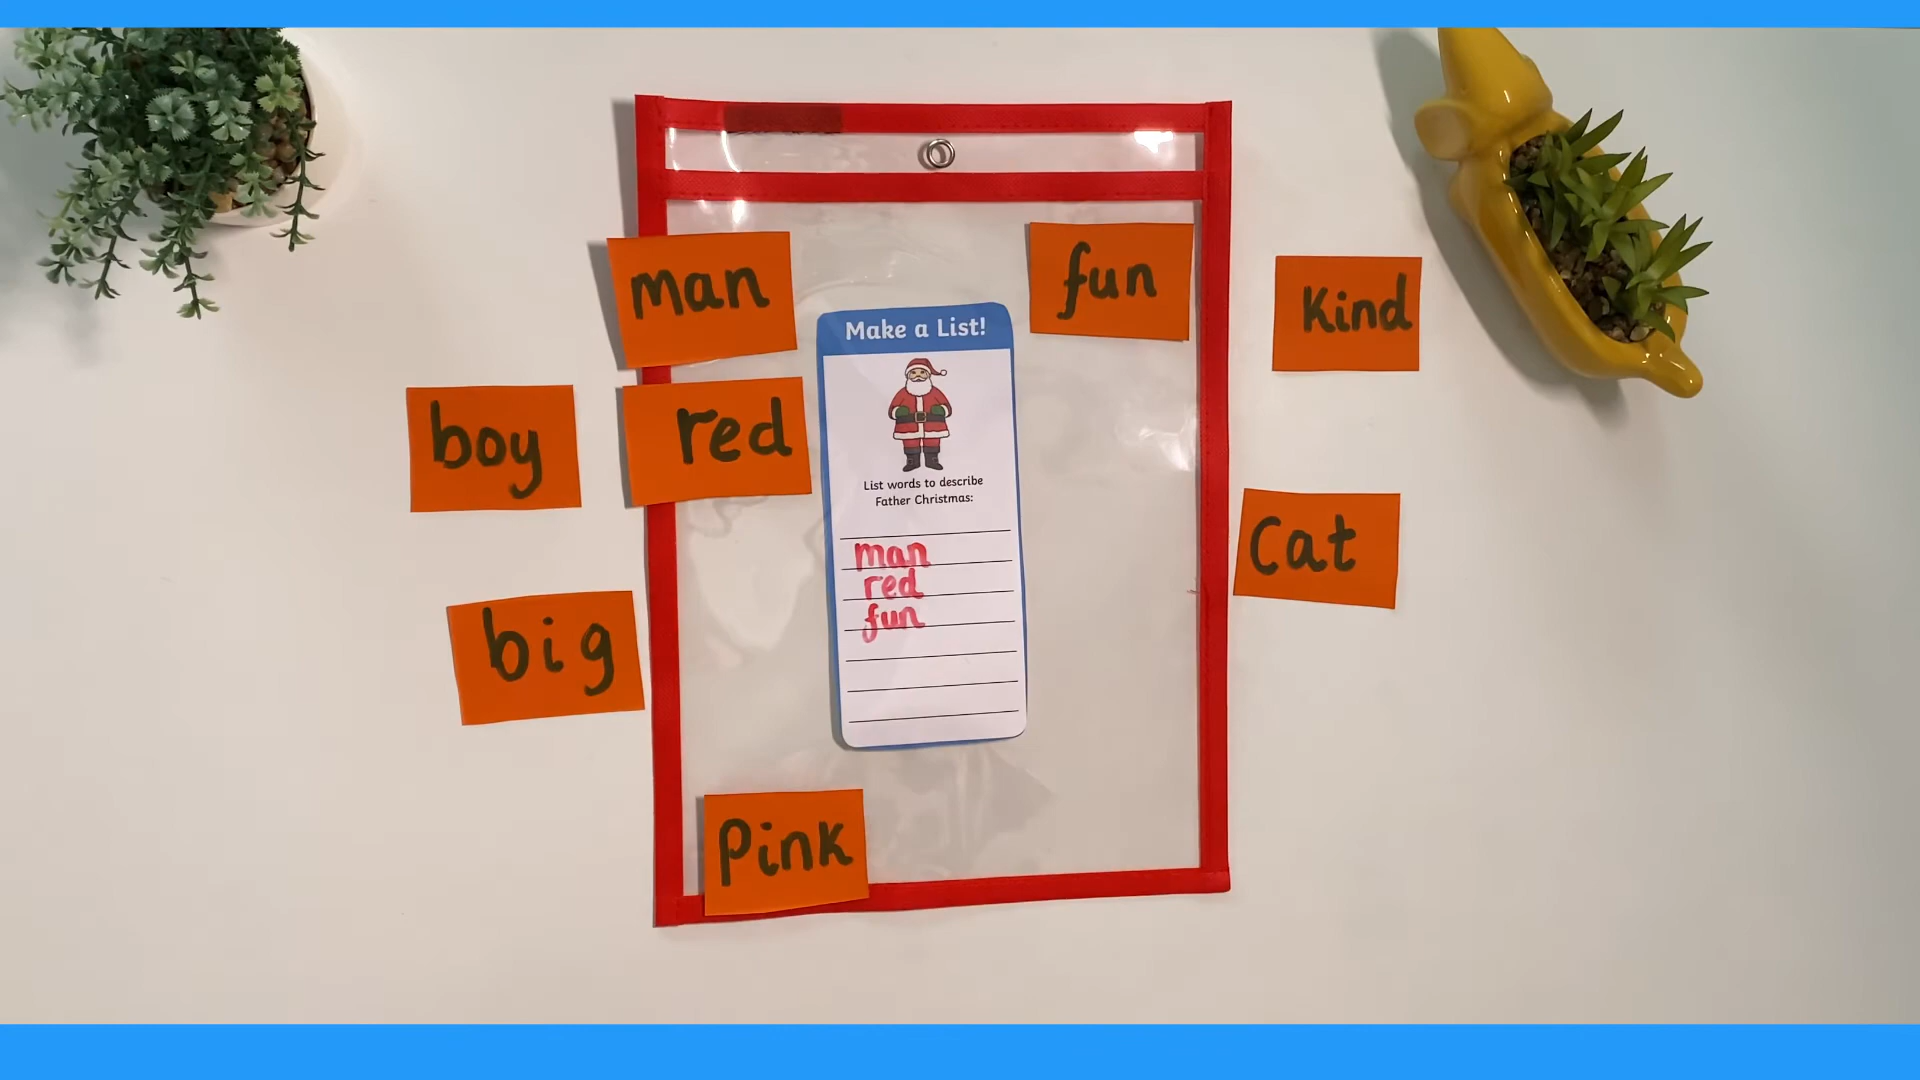 man
fun
Kind
boy
red
Make a List!
List words to describe
Father Christmas:
man
red
fun
Cat
big
Pink